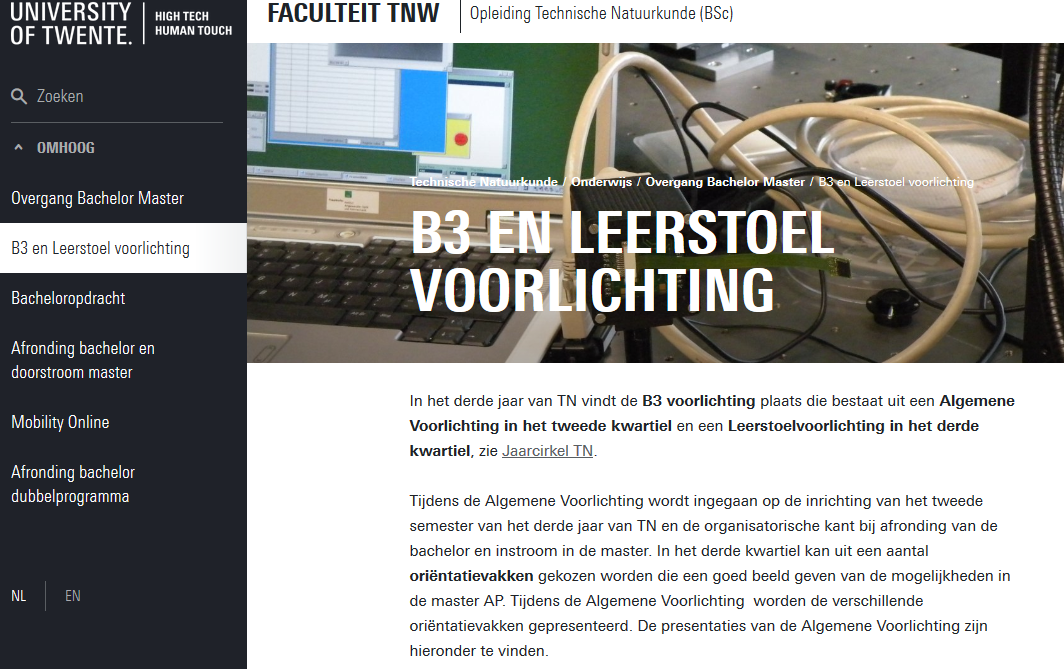 UNIVERSITY
OF TWENTE.
HIGH TECH
HUMAN TOUCH
FACULTEIT TNW
Opleiding Technische Natuurkunde (BSc)
Zoeken
OMHOOG
Overgang Bachelor Master
B3 en Leerstoel voorlichting
Bacheloropdracht
Afronding bachelor en
doorstroom master
Mobility Online
Afronding bachelor
dubbelprogramma
NL
EN
Technische Natuurkunde / Onderwijs / Overgang Bachelor Master / B3 en Leerstoel voorlichting
B3 EN LEERSTOEL
VOORLICHTING
In het derde jaar van TN vindt de B3 voorlichting plaats die bestaat uit een Algemene
Voorlichting in het tweede kwartiel en een Leerstoelvoorlichting in het derde
kwartiel, zie Jaarcirkel TN.
Tijdens de Algemene Voorlichting wordt ingegaan op de inrichting van het tweede
semester van het derde jaar van TN en de organisatorische kant bij afronding van de
bachelor en instroom in de master. In het derde kwartiel kan uit een aantal
oriëntatievakken gekozen worden die een goed beeld geven van de mogelijkheden in
de master AP. Tijdens de Algemene Voorlichting worden de verschillende
oriëntatievakken gepresenteerd. De presentaties van de Algemene Voorlichting zijn
hieronder te vinden.